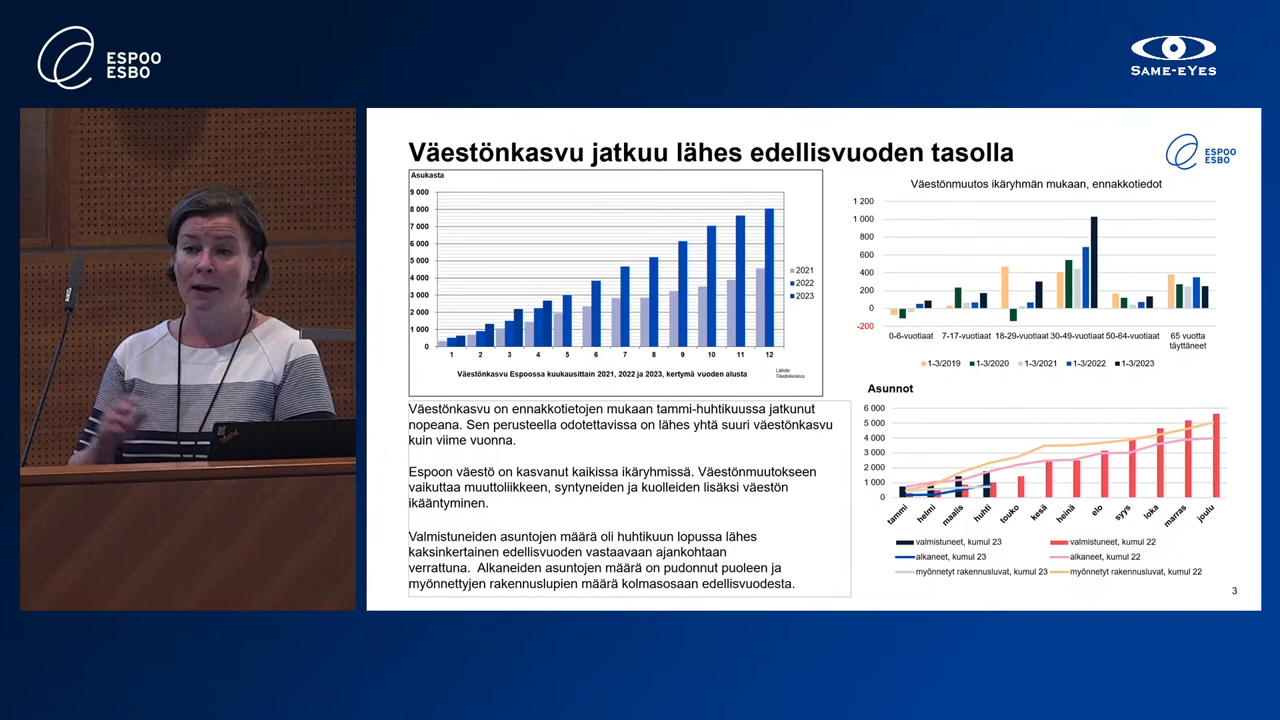 ESPOO
ESBO
SAME-EYES
Väestönkasvu jatkuu lähes edellisvuoden tasolla
ESPOO
ESBO
Asukasta
9 000
8 000
7 000
6 000
5 000
4 000
3 000
2 000
1 000
0
1 2 3 4 5 6 7 8 9 10 11 12
2021
2022
2023
Väestönkasvu Espoossa kuukausittain 2021, 2022 ja 2023, kertymä vuoden alusta
Lähde:
Tilastokeskus
Väestönmuutos ikäryhmän mukaan, ennakkotiedot
1 200
1 000
800
600
400
200
0
-200
0-6-vuotiaat 7-17-vuotiaat 18-29-vuotiaat 30-49-vuotiaat 50-64-vuotiaat 65 vuotta
täyttäneet
1-3/2019 1-3/2020 1-3/2021 1-3/2022 1-3/2023
Väestönkasvu on ennakkotietojen mukaan tammi-huhtikuussa jatkunut
nopeana. Sen perusteella odotettavissa on lähes yhtä suuri väestönkasvu
kuin viime vuonna.
Espoon väestö on kasvanut kaikissa ikäryhmissä. Väestönmuutokseen
vaikuttaa muuttoliikkeen, syntyneiden ja kuolleiden lisäksi väestön
ikääntyminen.
Valmistuneiden asuntojen määrä oli huhtikuun lopussa lähes
kaksinkertainen edellisvuoden vastaavaan ajankohtaan
verrattuna. Alkaneiden asuntojen määrä on pudonnut puoleen ja
myönnettyjen rakennuslupien määrä kolmasosaan edellisvuodesta.
Asunnot
6 000
5 000
4 000
3 000
2 000
1 000
0
tammi helmi maalis huhti touko kesä heinä elo syys loka marras joulu
valmistuneet, kumul 23 valmistuneet, kumul 22
alkaneet, kumul 23 alkaneet, kumul 22
myönnetyt rakennusluvat, kumul 23 myönnetyt rakennusluvat, kumul 22
3